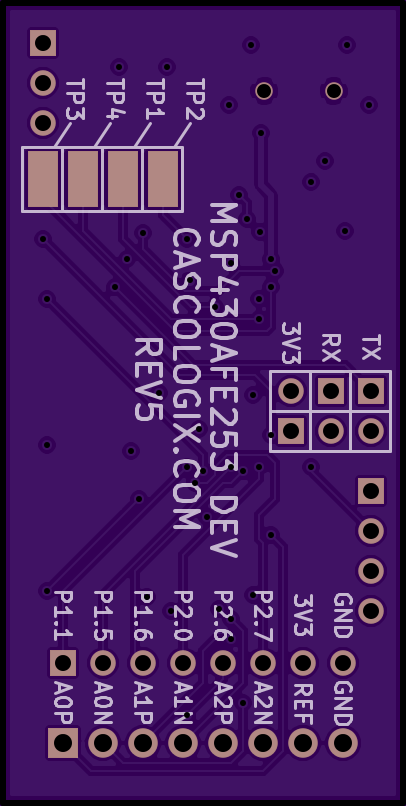 TP3 TP4 TP1 TP2
MSP430AFE253 DEV
CASCOLOGIX.COM
REV5
3V3 RX TX
P1.1 P1.5 P1.6 P2.0 P2.6 P2.7 3V3 GND
A0P A0N A1P A1N A2P A2N REF GND